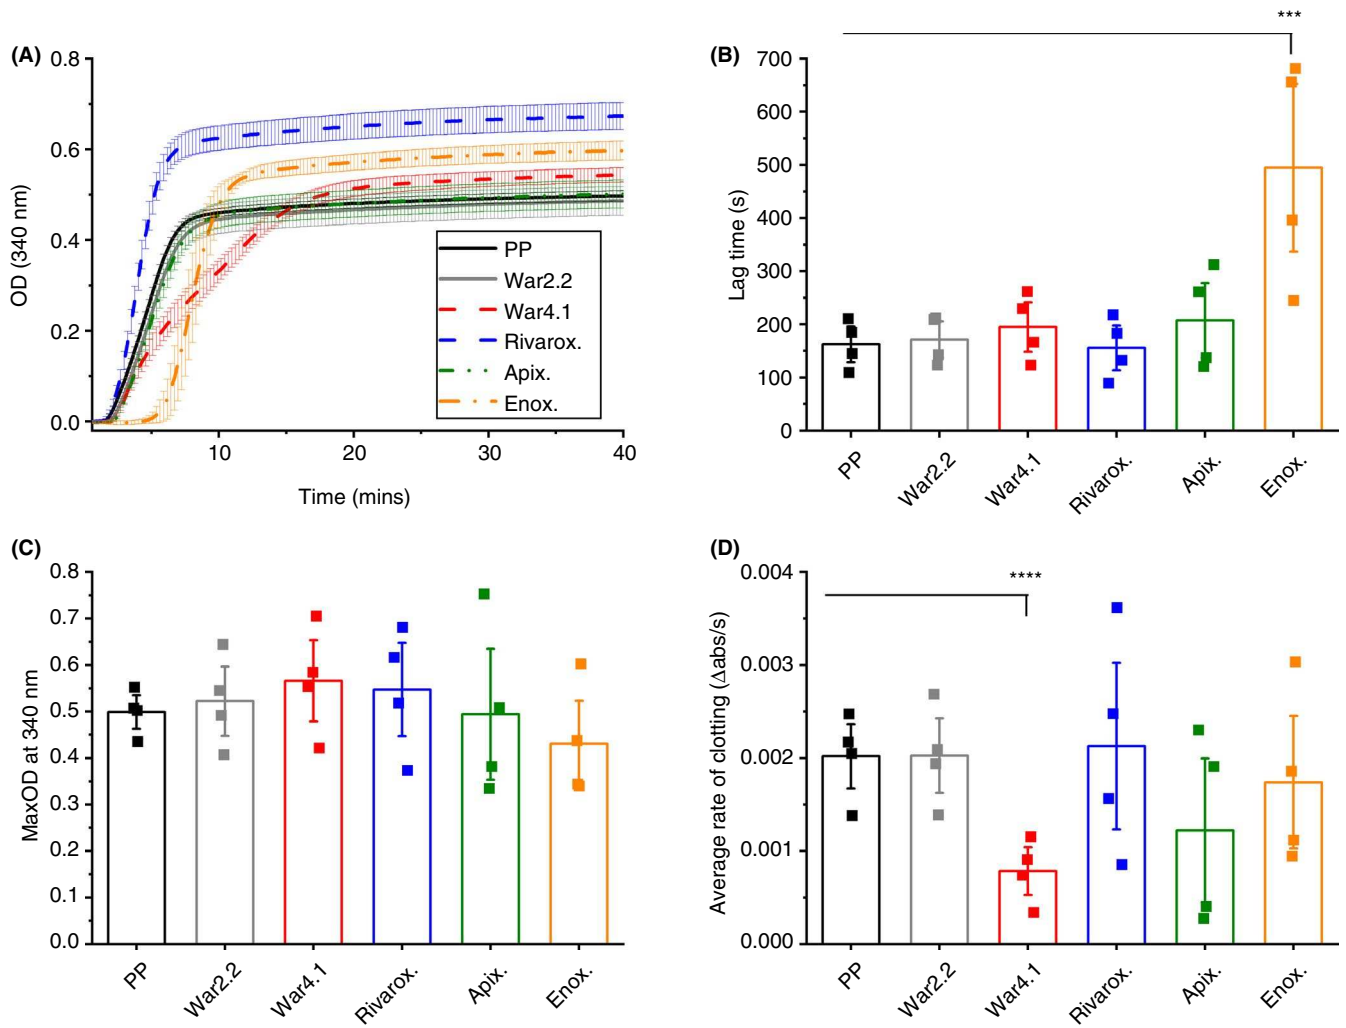 (A)
0.8
0.6
0.4
0.2
0.0
OD (340 nm)
10 20 30 40
Time (mins)
PP
War2.2
War4.1
Rivarox.
Apix.
Enox.
(B)
***
700
600
500
400
300
200
100
0
Lag time (s)
PP War2.2 War4.1 Rivarox. Apix. Enox.
(C)
0.8
0.7
0.6
0.5
0.4
0.3
0.2
0.1
0.0
MaxOD at 340 nm
PP War2.2 War4.1 Rivarox. Apix. Enox.
(D)
****
0.004
0.003
0.002
0.001
0.000
Average rate of clotting (Δabs/s)
PP War2.2 War4.1 Rivarox. Apix. Enox.